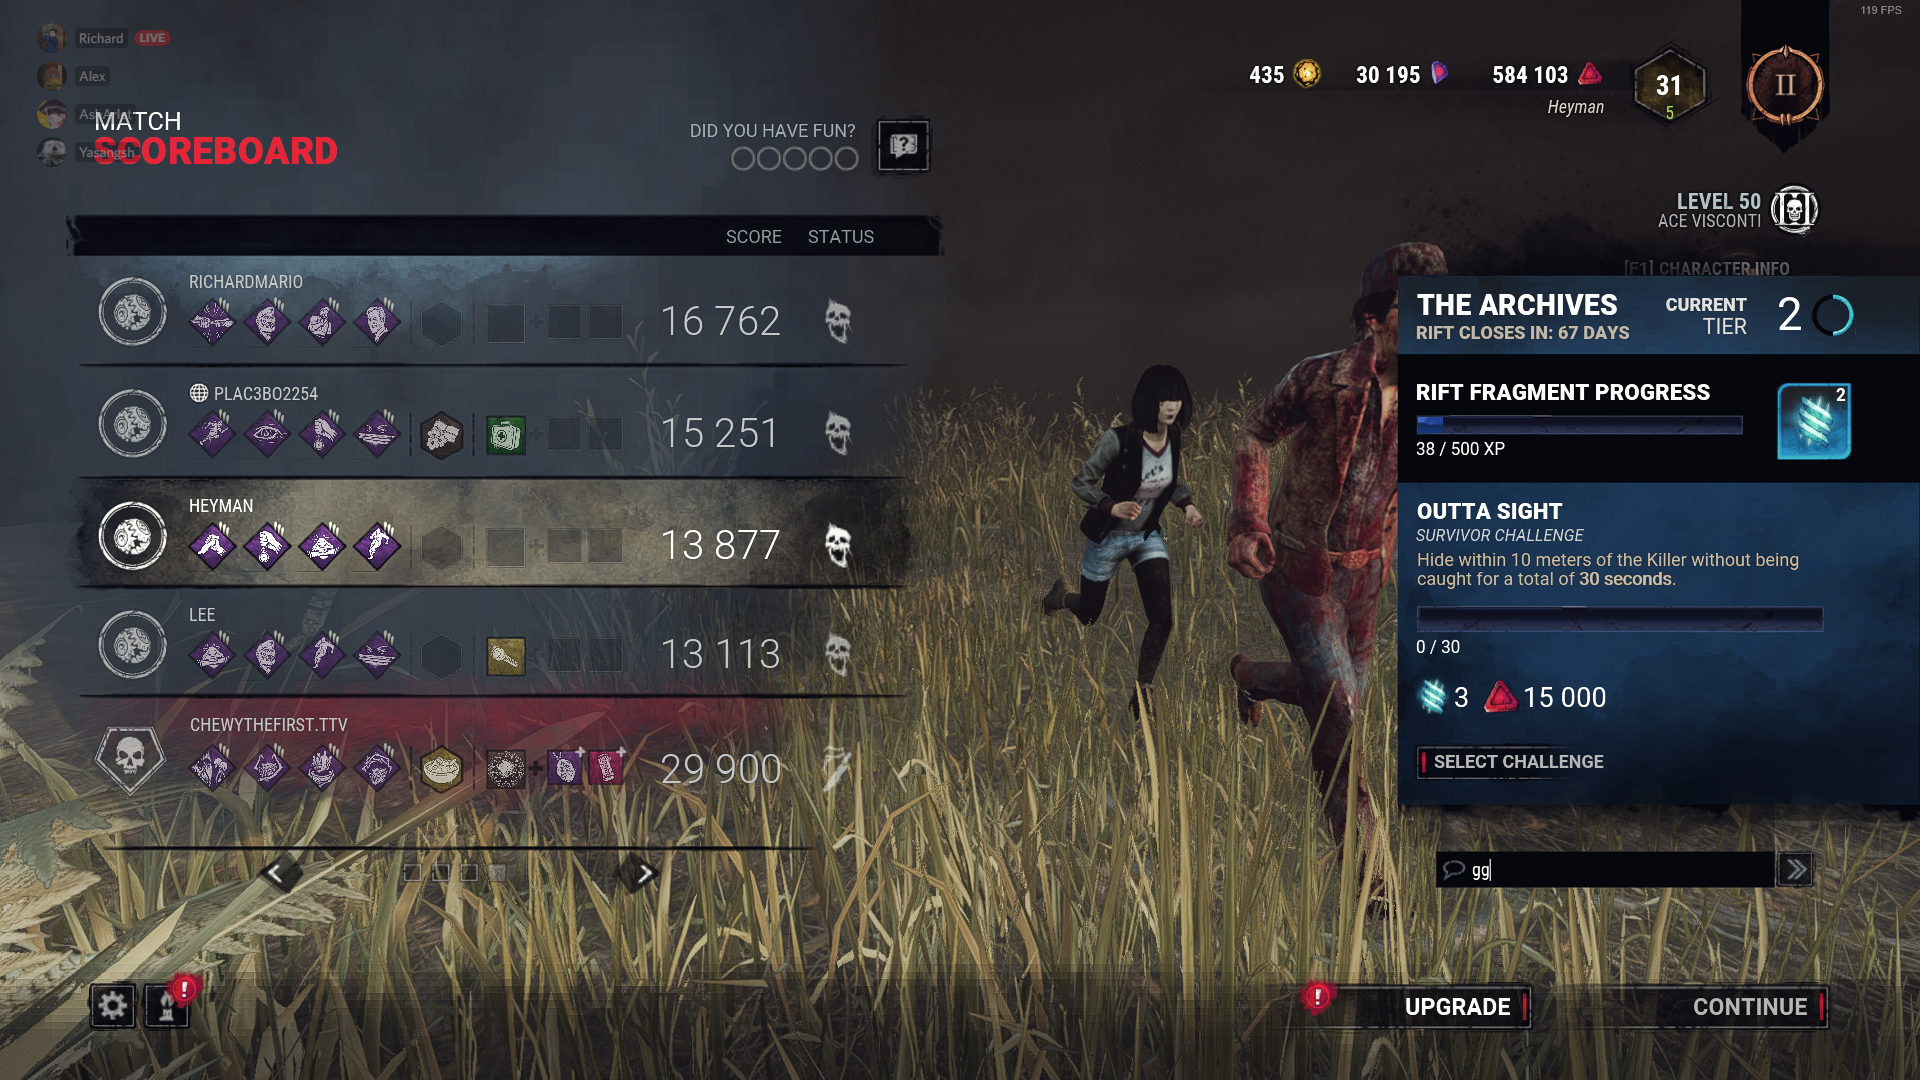 119 FPS
Richard LIVE
Alex
AshArlot
Yasangsh
MATCH
SCOREBOARD
DID YOU HAVE FUN?
435
30 195
584 103
Heyman
31
5
II
LEVEL 50
ACE VISCONTI
[F1] CHARACTER INFO
SCORE STATUS
RICHARDMARIO
16 762
PLAC3BO2254
15 251
HEYMAN
13 877
LEE
13 113
CHEWYTHEFIRST.TTV
29 900
THE ARCHIVES
RIFT CLOSES IN: 67 DAYS
CURRENT
TIER
2
RIFT FRAGMENT PROGRESS
2
38 / 500 XP
OUTTA SIGHT
SURVIVOR CHALLENGE
Hide within 10 meters of the Killer without being
caught for a total of 30 seconds.
0 / 30
3 15 000
SELECT CHALLENGE
gg
UPGRADE
CONTINUE